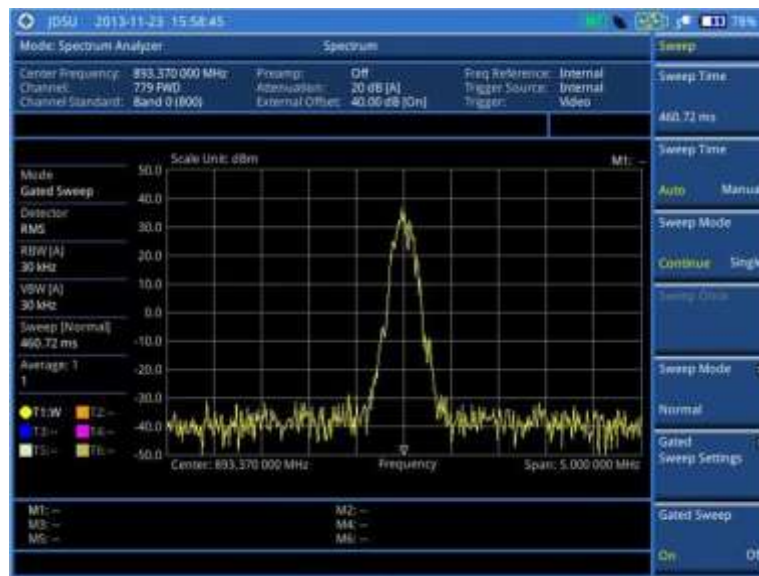 JDSU 2013-11-23 15:58:45
78%
Mode: Spectrum Analyzer
Spectrum
Sweep
Center Frequency: 893.370 000 MHz
Channel: 779 FWD
Channel Standard: Band 0 (800)
Preamp: Off
Attenuation: 20 dB [A]
External Offset: 40.00 dB [On]
Freq Reference: Internal
Trigger Source: Internal
Trigger: Video
Mode
Gated Sweep
Detector
RMS
RBW [A]
30 kHz
VBW [A]
30 kHz
Sweep [Normal]
460.72 ms
Average: 1
1
T1:W T2:--
T3:-- T4:--
T5:-- T6:--
Scale Unit: dBm
M1: --
50.0
40.0
30.0
20.0
10.0
0.0
-10.0
-20.0
-30.0
-40.0
-50.0
Center: 893.370 000 MHz
Frequency
Span: 5.000 000 MHz
M1: --
M2: --
M3: --
M4: --
M5: --
M6: --
Sweep Time
460.72 ms
Sweep Time
Auto Manua
Sweep Mode
Continue Singl
Sweep Once
Sweep Mode
Normal
Gated
Sweep Settings
Gated Sweep
On Of